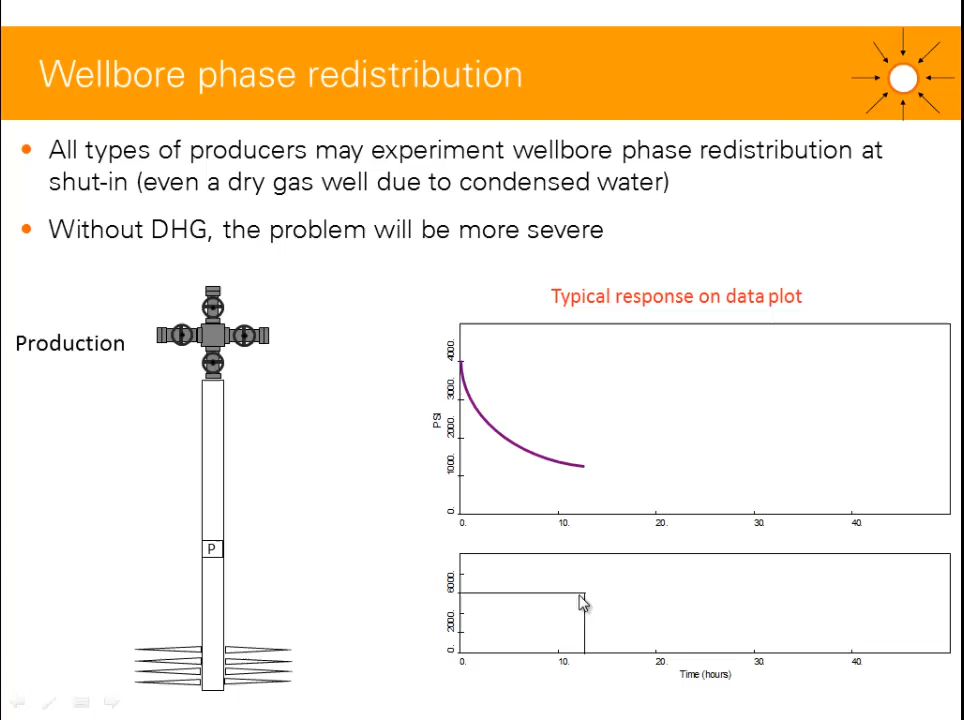 Wellbore phase redistribution
• All types of producers may experiment wellbore phase redistribution at
shut-in (even a dry gas well due to condensed water)
• Without DHG, the problem will be more severe
Typical response on data plot
Production
P
PSI
4000.
3000.
2000.
1000.
0.
0. 10. 20. 30. 40.
6000.
2000.
0.
0. 10. 20. 30. 40.
Time (hours)